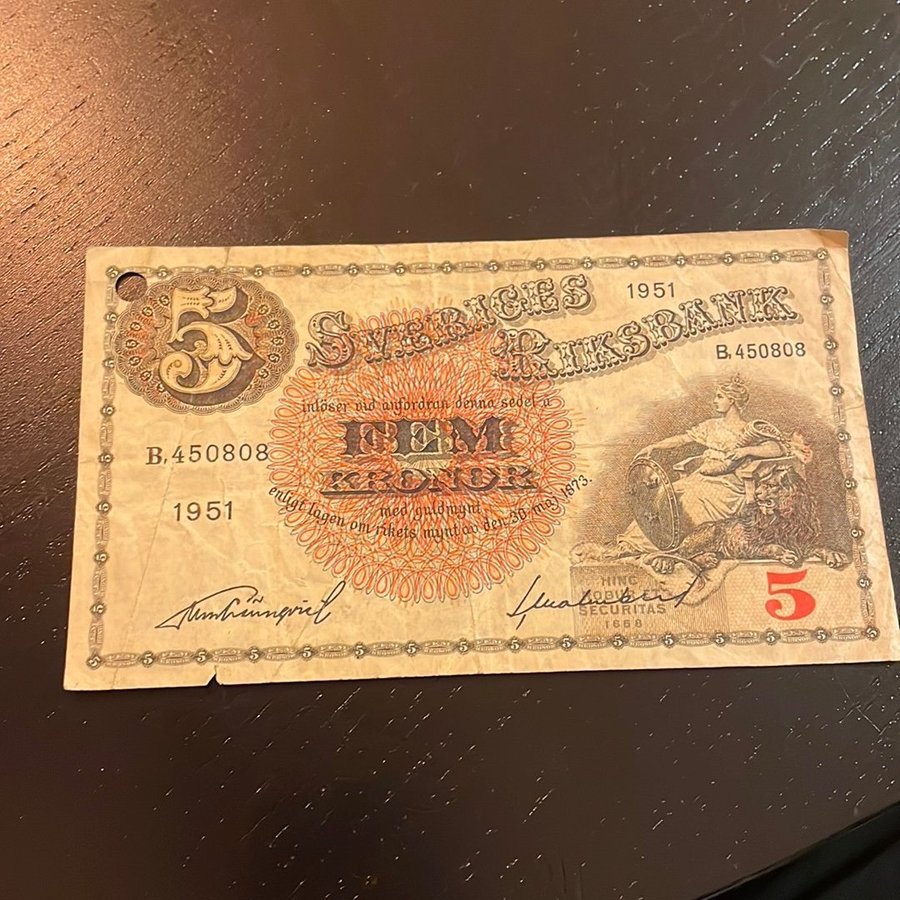 5
SVERIGES
1951
RIKSBANK
B,450808
inlöser vid anfordran denna sedel å
FEM
KRONOR
med guldmynt
enligt lagen om rikets mynt av den 30. maj 1873.
B,450808
1951
HINC
ROBUR ET
SECURITAS
1668
5